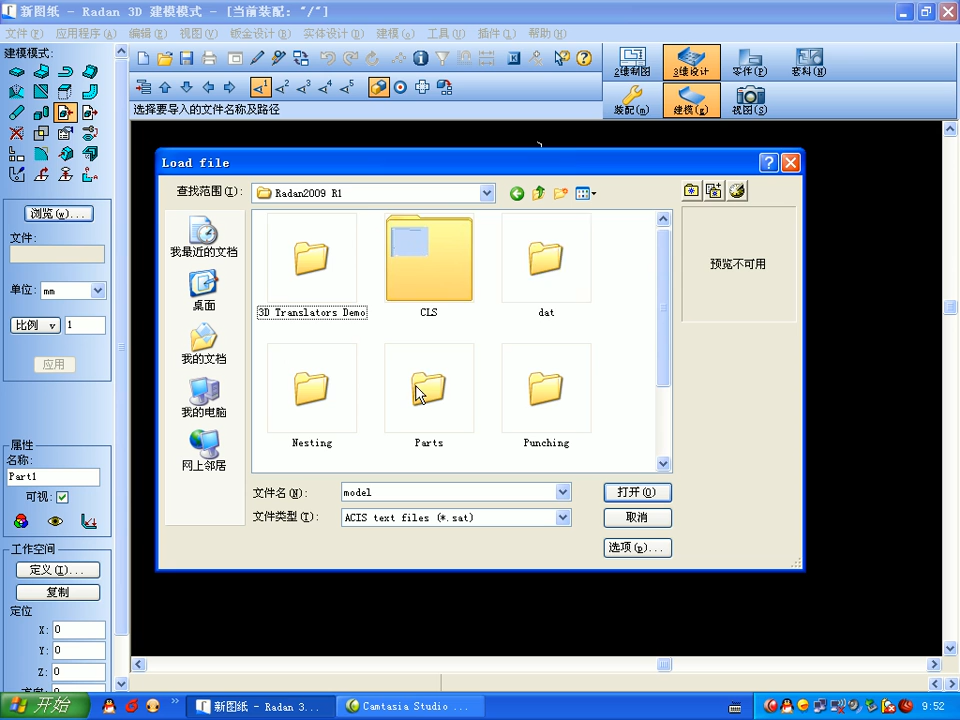 新图纸 - Radan 3D 建模模式 - [当前装配: "/"]
文件(F) 应用程序(A) 编辑(E) 视图(V) 钣金设计(B) 实体设计(D) 建模(g) 工具(U) 插件(L) 帮助(H)
建模模式:
2维制图 3维设计 零件(P) 套料(N)
选择要导入的文件名称及路径
装配(m) 建模(g) 视图(S)
浏览(w)...
文件:
单位: mm
比例 1
应用
属性
名称:
Part1
可视:
工作空间
定义(I)...
复制
定位
X: 0
Y: 0
Z: 0
Load file
查找范围(I): Radan2009 R1
我最近的文档
桌面
我的文档
我的电脑
网上邻居
3D Translators Demo CLS dat
Nesting Parts Punching
预览不可用
文件名(N): model 打开(O)
文件类型(T): ACIS text files (*.sat) 取消
选项(p)...
开始 新图纸 - Radan 3... Camtasia Studio ... 9:52